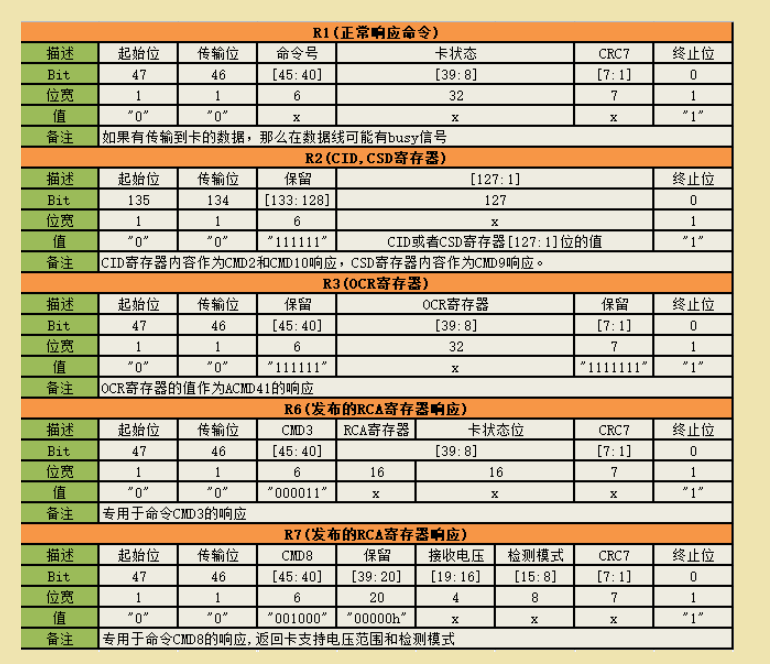 R1(正常响应命令)
描述 起始位 传输位 命令号 卡状态 CRC7 终止位
Bit 47 46 [45:40] [39:8] [7:1] 0
位宽 1 1 6 32 7 1
值 "0" "0" x x x "1"
备注 如果有传输到卡的数据，那么在数据线可能有busy信号
R2(CID,CSD寄存器)
描述 起始位 传输位 保留 [127:1] 终止位
Bit 135 134 [133:128] 127 0
位宽 1 1 6 x 1
值 "0" "0" "111111" CID或者CSD寄存器[127:1]位的值 "1"
备注 CID寄存器内容作为CMD2和CMD10响应，CSD寄存器内容作为CMD9响应。
R3(OCR寄存器)
描述 起始位 传输位 保留 OCR寄存器 保留 终止位
Bit 47 46 [45:40] [39:8] [7:1] 0
位宽 1 1 6 32 7 1
值 "0" "0" "111111" x "1111111" "1"
备注 OCR寄存器的值作为ACMD41的响应
R6(发布的RCA寄存器响应)
描述 起始位 传输位 CMD3 RCA寄存器 卡状态位 CRC7 终止位
Bit 47 46 [45:40] [39:8] [7:1] 0
位宽 1 1 6 16 16 7 1
值 "0" "0" "000011" x x x "1"
备注 专用于命令CMD3的响应
R7(发布的RCA寄存器响应)
描述 起始位 传输位 CMD8 保留 接收电压 检测模式 CRC7 终止位
Bit 47 46 [45:40] [39:20] [19:16] [15:8] [7:1] 0
位宽 1 1 6 20 4 8 7 1
值 "0" "0" "001000" "00000h" x x x "1"
备注 专用于命令CMD8的响应,返回卡支持电压范围和检测模式